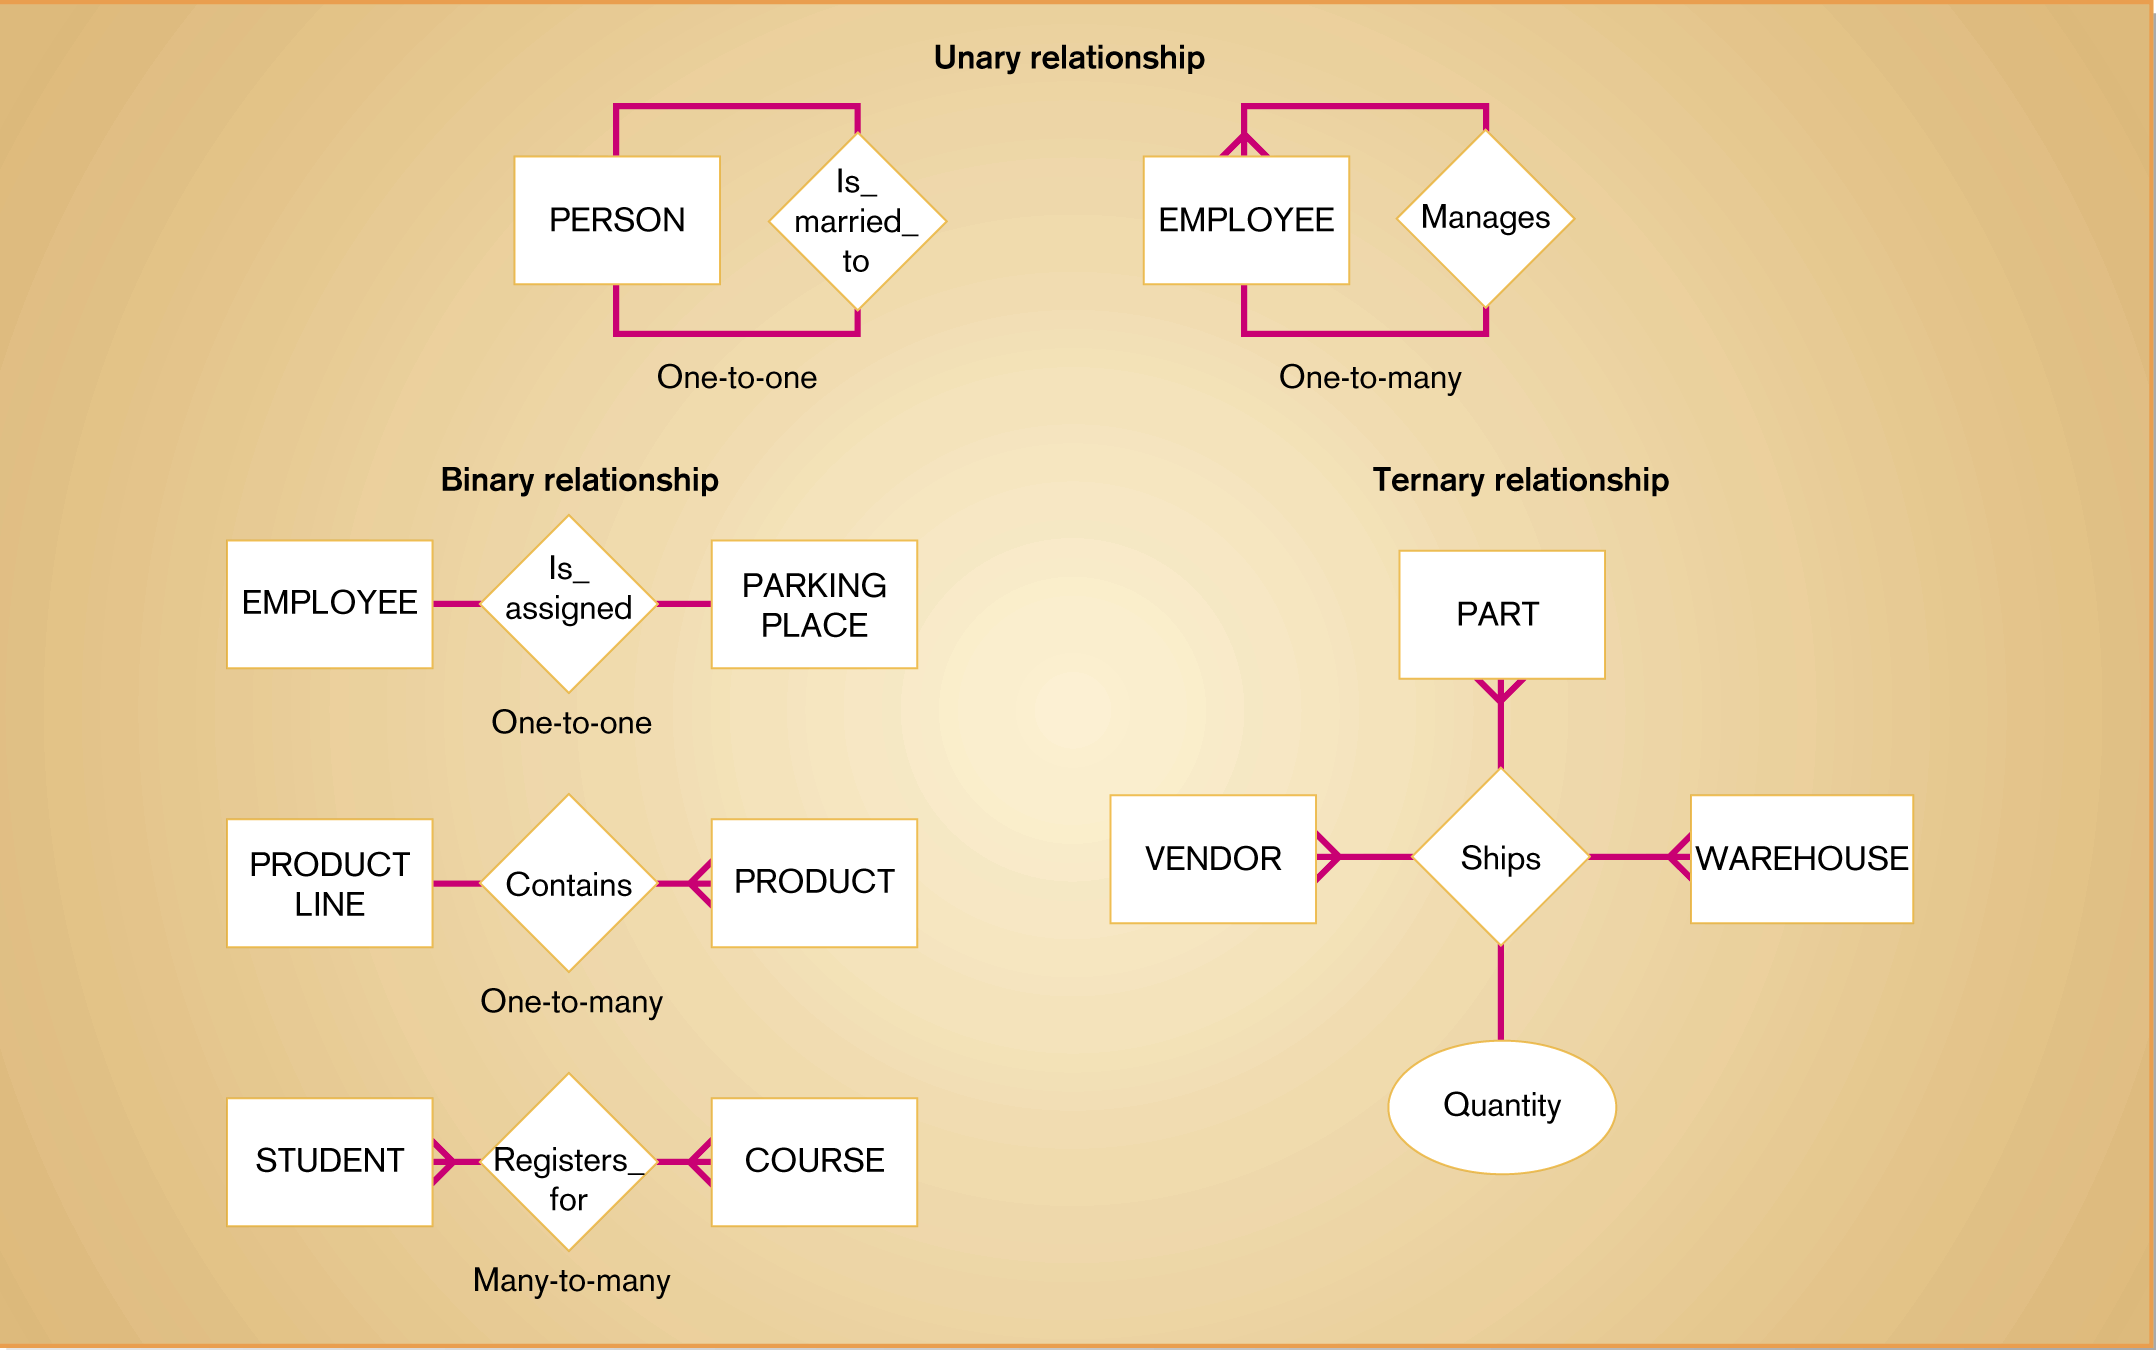 Unary relationship
PERSON
Is_
married_
to
One-to-one
EMPLOYEE
Manages
One-to-many
Binary relationship
EMPLOYEE
Is_
assigned
PARKING
PLACE
One-to-one
PRODUCT
LINE
Contains
PRODUCT
One-to-many
STUDENT
Registers_
for
COURSE
Many-to-many
Ternary relationship
PART
VENDOR
Ships
WAREHOUSE
Quantity